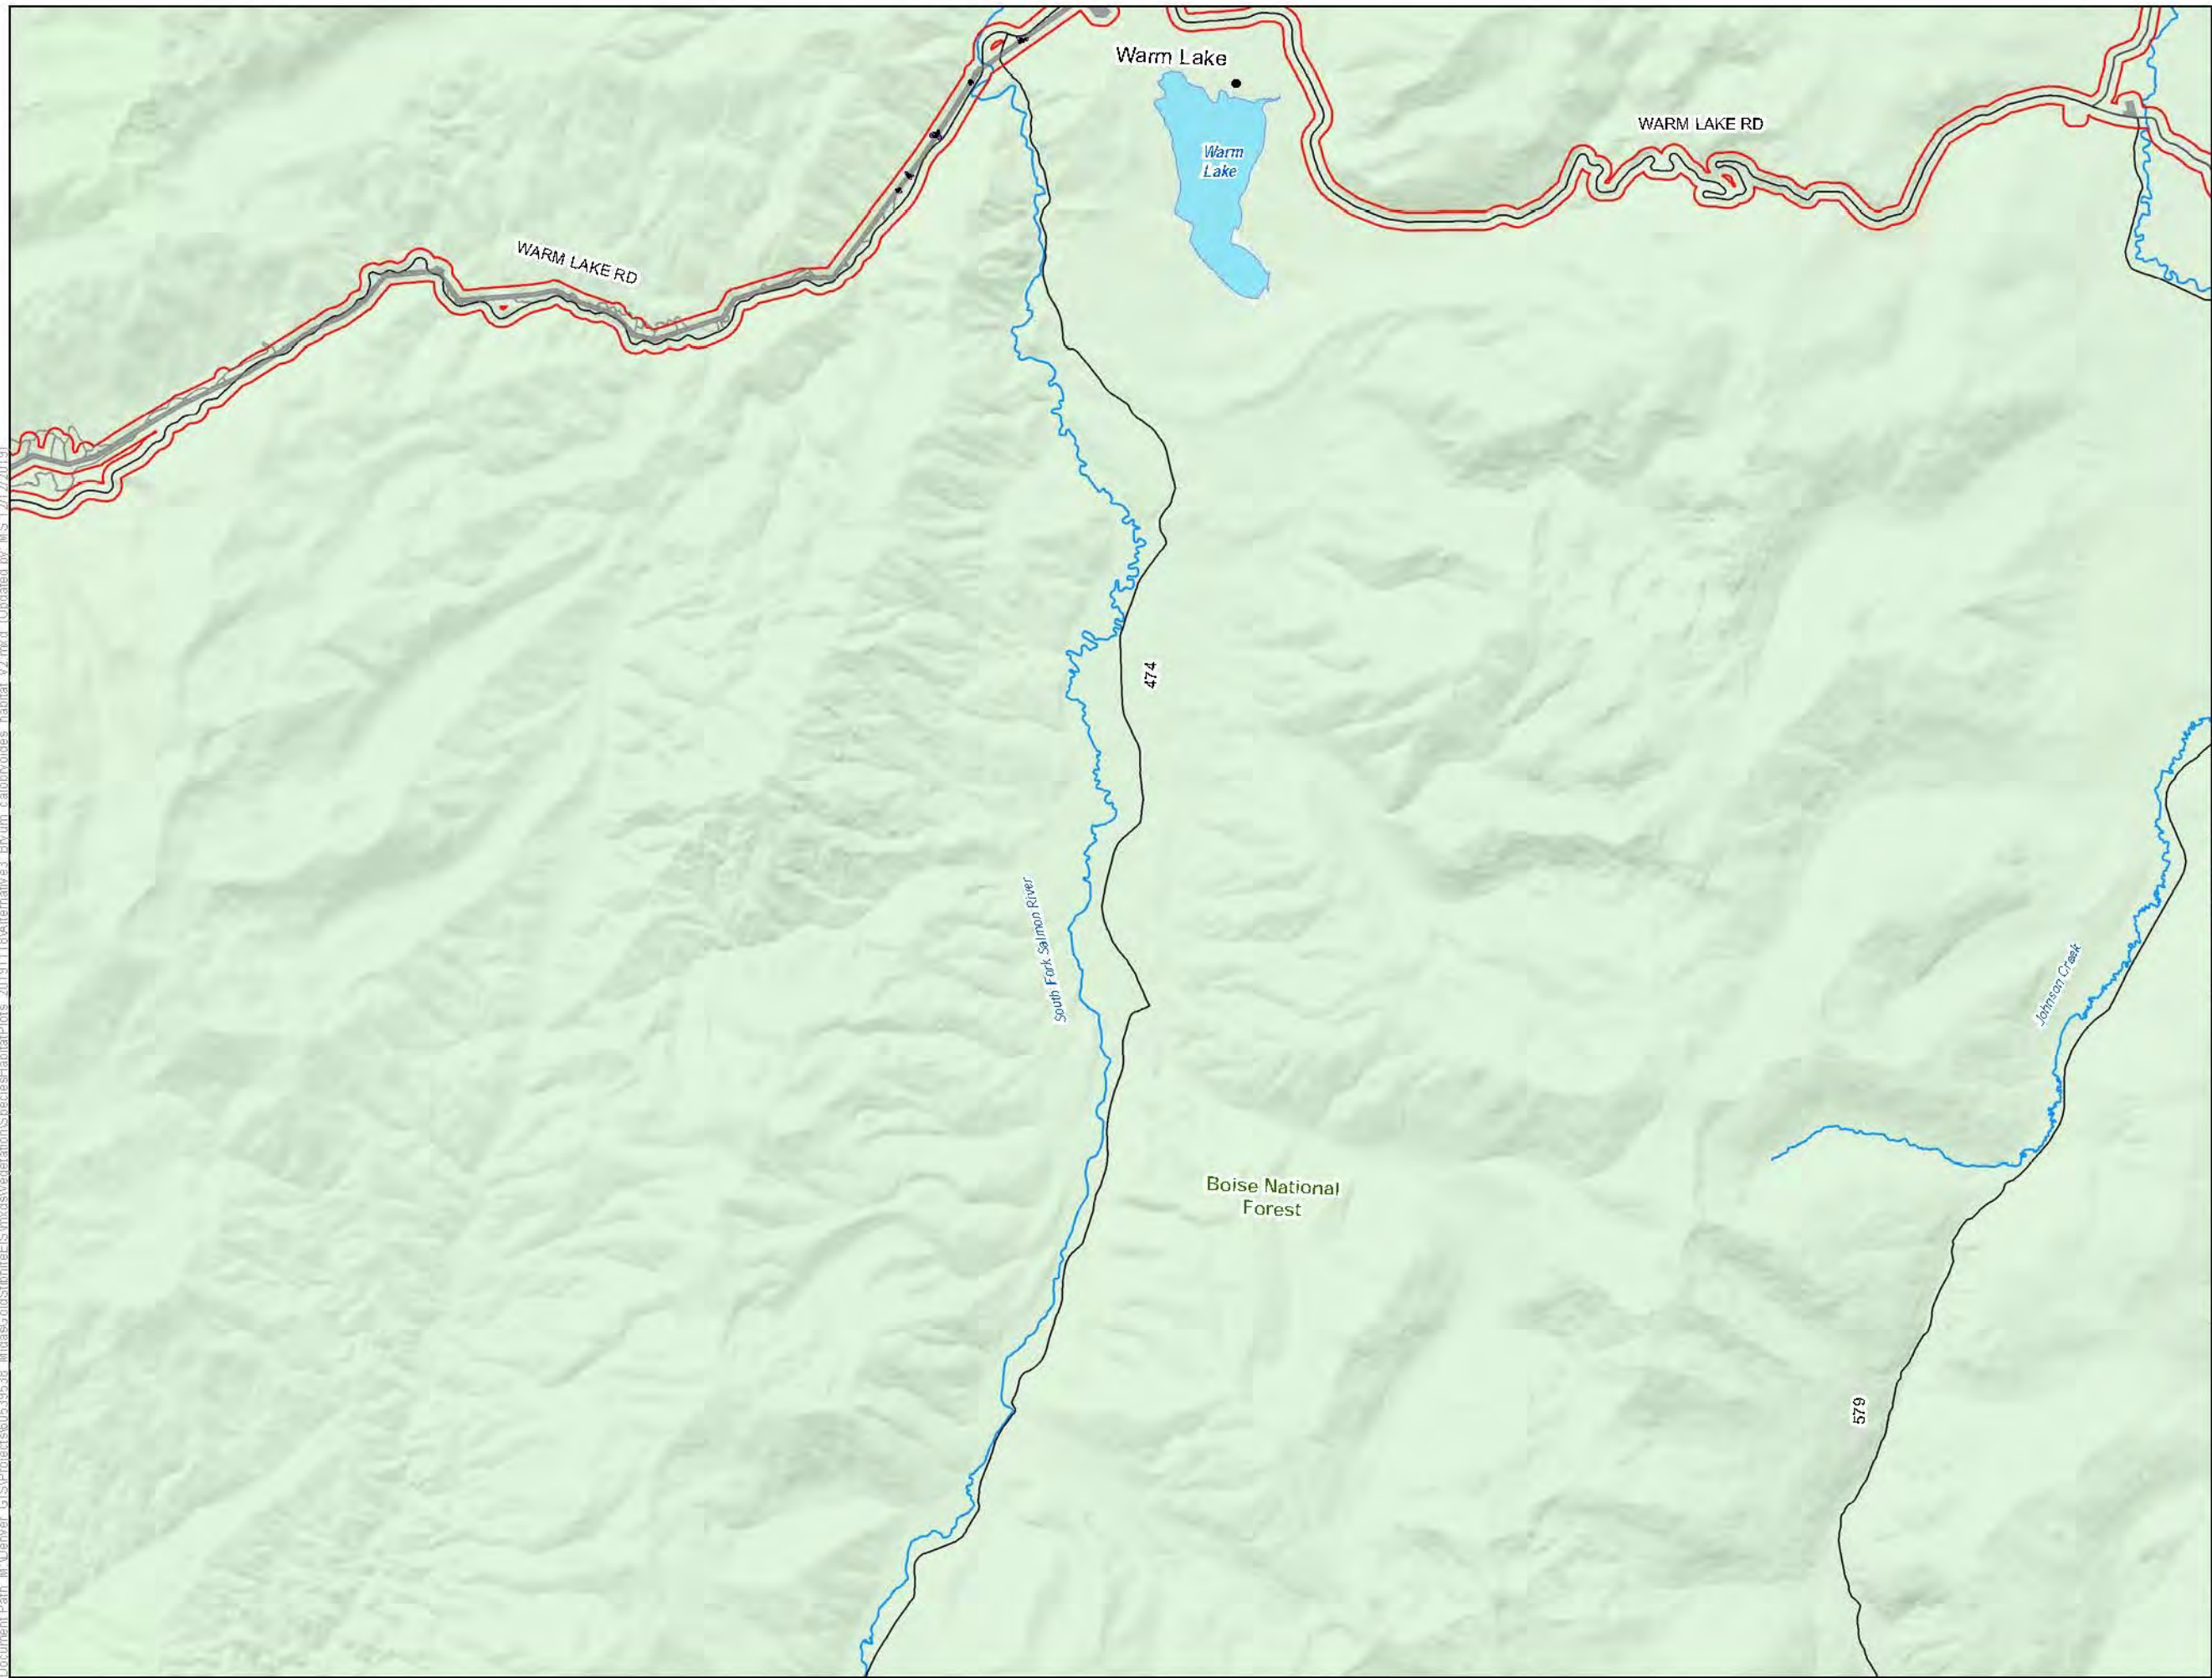 Warm Lake
WARM LAKE RD
Warm
Lake
WARM LAKE RD
474
South Fork Salmon River
Johnson Creek
Boise National
Forest
579